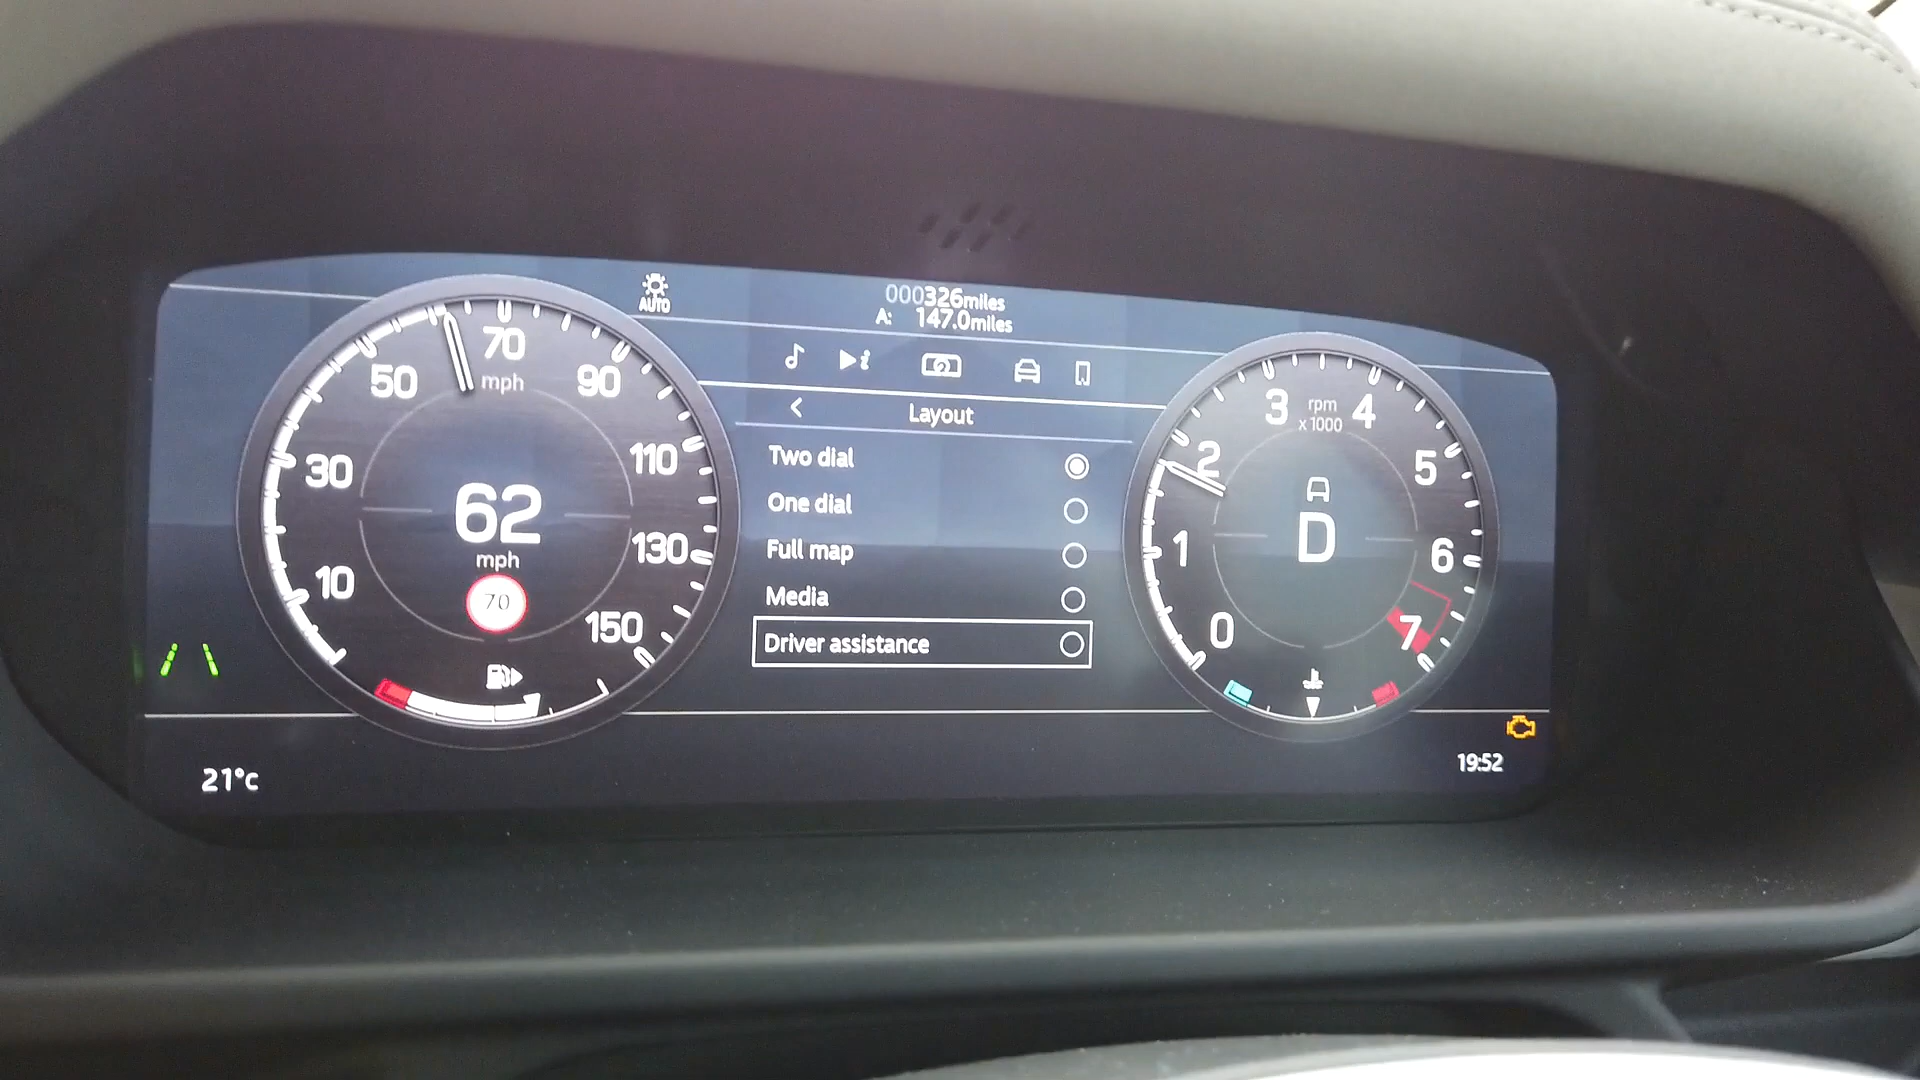 AUTO
000326miles
A: 147.0miles
Layout
Two dial
One dial
Full map
Media
Driver assistance
10
30
50
70
90
110
130
150
mph
62
mph
70
0
1
2
3
4
5
6
7
rpm
x 1000
D
21°c
19:52